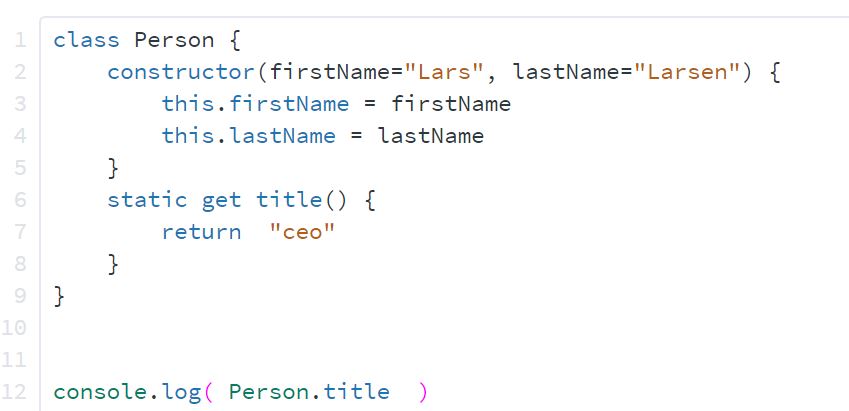 1 class Person {
2     constructor(firstName="Lars", lastName="Larsen") {
3         this.firstName = firstName
4         this.lastName = lastName
5     }
6     static get title() {
7         return  "ceo"
8     }
9 }
10
11
12 console.log( Person.title  )